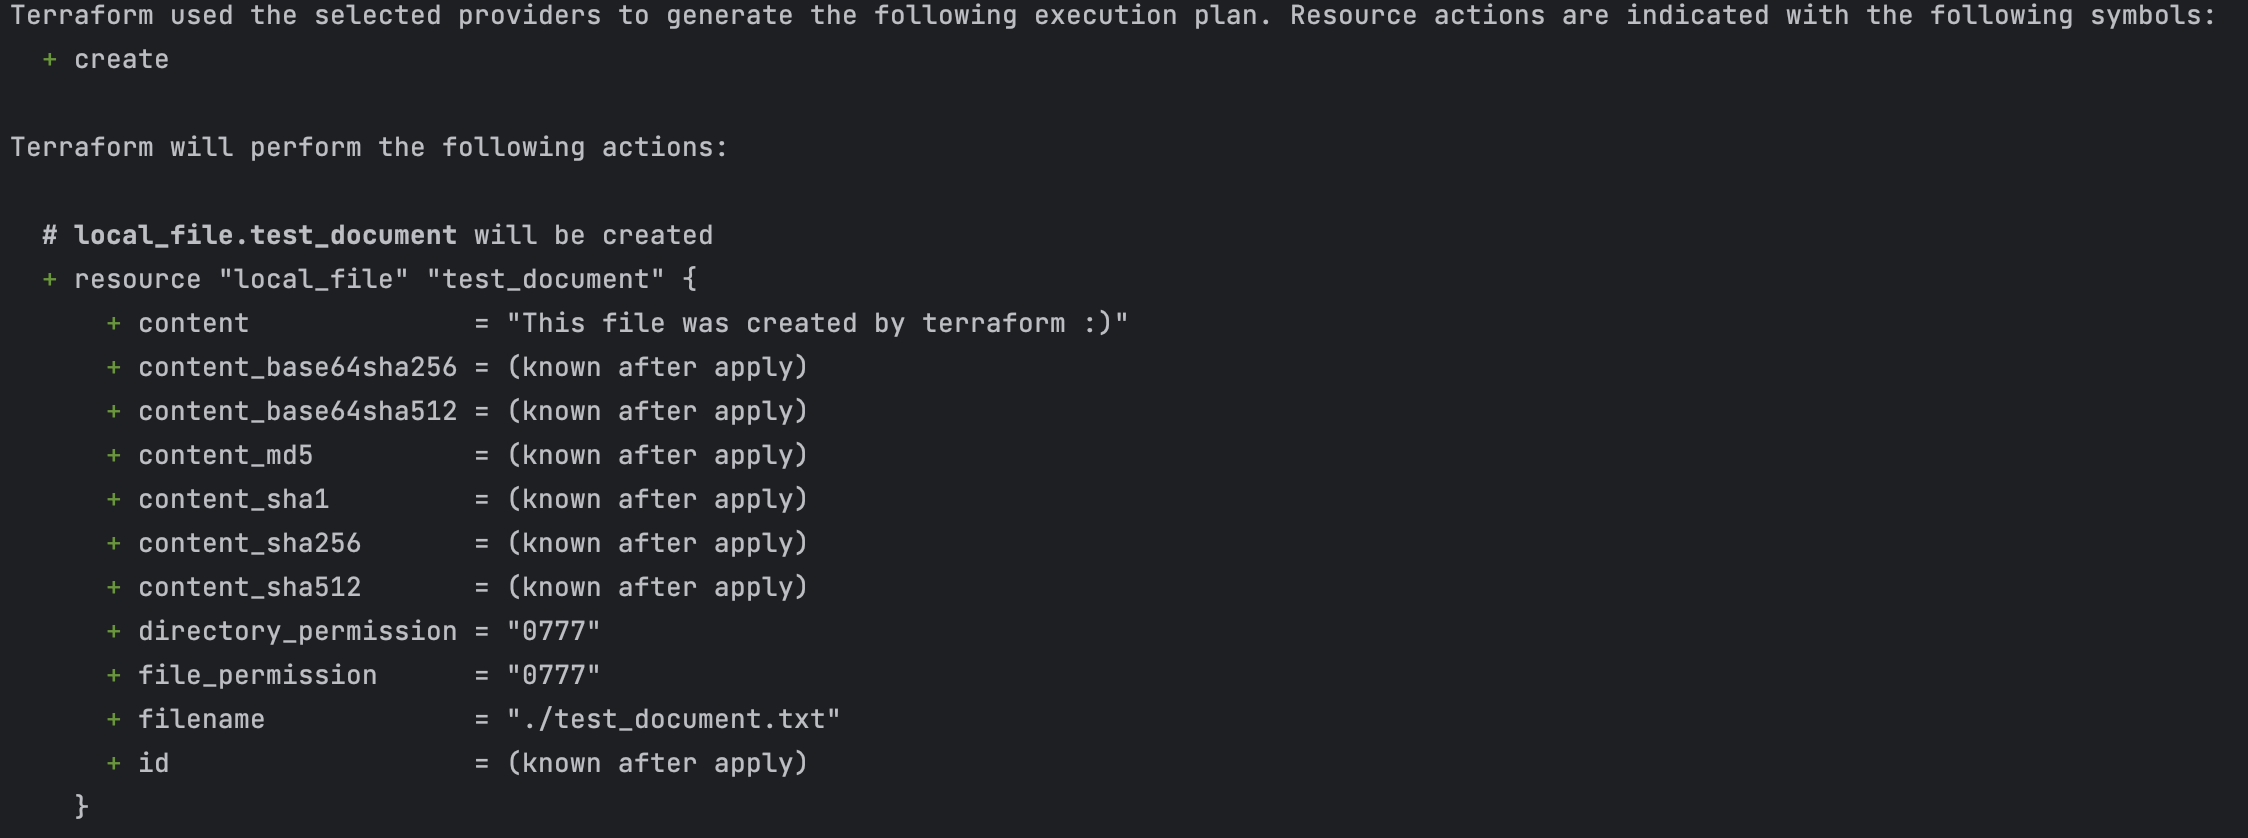 Terraform used the selected providers to generate the following execution plan. Resource actions are indicated with the following symbols:
  + create

Terraform will perform the following actions:

  # local_file.test_document will be created
  + resource "local_file" "test_document" {
      + content              = "This file was created by terraform :)"
      + content_base64sha256 = (known after apply)
      + content_base64sha512 = (known after apply)
      + content_md5          = (known after apply)
      + content_sha1         = (known after apply)
      + content_sha256       = (known after apply)
      + content_sha512       = (known after apply)
      + directory_permission = "0777"
      + file_permission      = "0777"
      + filename             = "./test_document.txt"
      + id                   = (known after apply)
    }